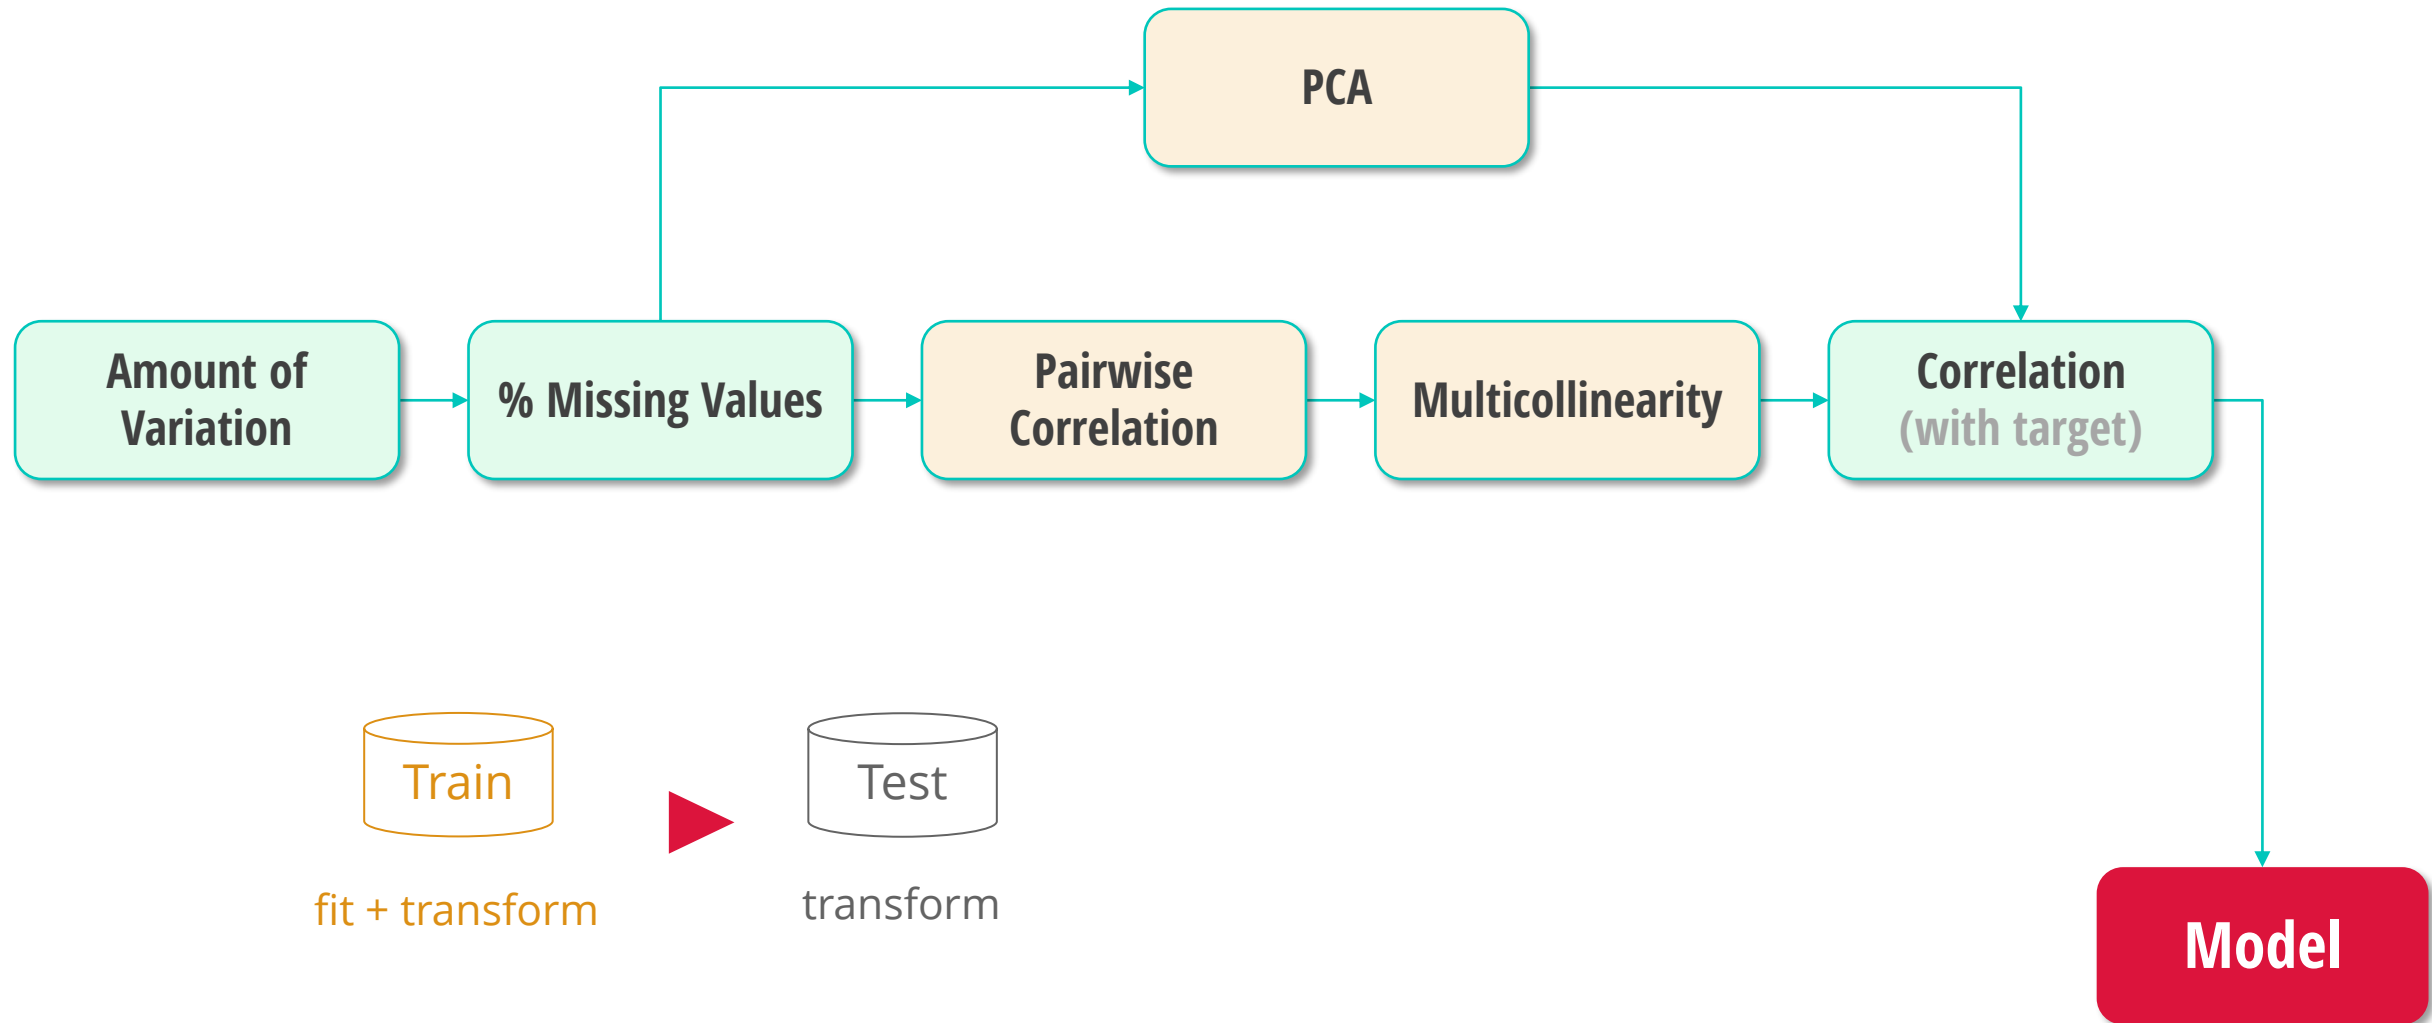 PCA
Amount of
Variation
% Missing Values
Pairwise
Correlation
Multicollinearity
Correlation
(with target)
Train
Test
fit + transform
transform
Model